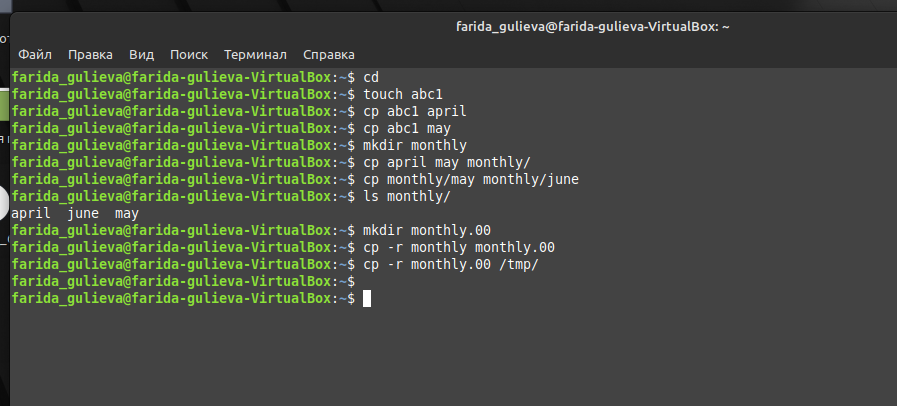 farida_gulieva@farida-gulieva-VirtualBox: ~
Файл Правка Вид Поиск Терминал Справка
farida_gulieva@farida-gulieva-VirtualBox:~$ cd
farida_gulieva@farida-gulieva-VirtualBox:~$ touch abc1
farida_gulieva@farida-gulieva-VirtualBox:~$ cp abc1 april
farida_gulieva@farida-gulieva-VirtualBox:~$ cp abc1 may
farida_gulieva@farida-gulieva-VirtualBox:~$ mkdir monthly
farida_gulieva@farida-gulieva-VirtualBox:~$ cp april may monthly/
farida_gulieva@farida-gulieva-VirtualBox:~$ cp monthly/may monthly/june
farida_gulieva@farida-gulieva-VirtualBox:~$ ls monthly/
april  june  may
farida_gulieva@farida-gulieva-VirtualBox:~$ mkdir monthly.00
farida_gulieva@farida-gulieva-VirtualBox:~$ cp -r monthly monthly.00
farida_gulieva@farida-gulieva-VirtualBox:~$ cp -r monthly.00 /tmp/
farida_gulieva@farida-gulieva-VirtualBox:~$
farida_gulieva@farida-gulieva-VirtualBox:~$